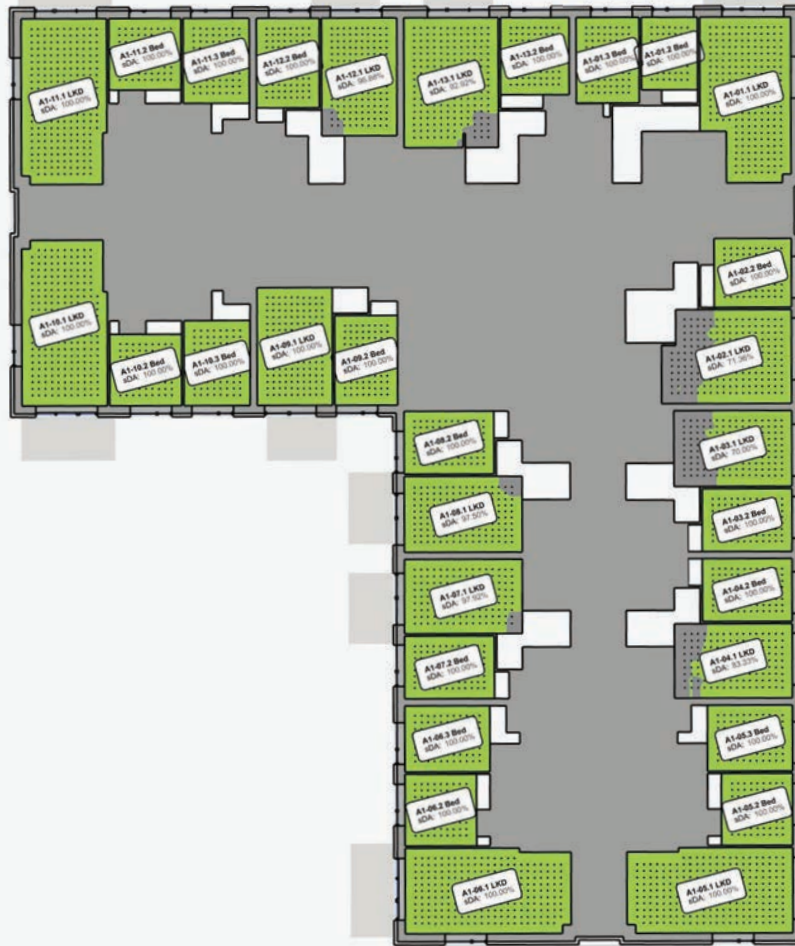 A1-11.1 LKD
sDA: 100.00%
A1-11.2 Bed
sDA: 100.00%
A1-11.3 Bed
sDA: 100.00%
A1-12.2 Bed
sDA: 100.00%
A1-12.1 LKD
A1-13.1 LKD
sDA: 92.92%
A1-13.2 Bed
sDA: 100.00%
A1-01.3 Bed
sDA: 100.00%
A1-01.2 Bed
sDA: 100.00%
A1-01.1 LKD
sDA: 100.00%
A1-02.2 Bed
sDA: 100.00%
A1-10.1 LKD
sDA: 100.00%
A1-10.2 Bed
sDA: 100.00%
A1-10.3 Bed
sDA: 100.00%
A1-09.1 LKD
sDA: 100.00%
A1-09.2 Bed
sDA: 100.00%
A1-02.1 LKD
sDA: 71.36%
A1-08.2 Bed
sDA: 100.00%
A1-03.1 LKD
sDA: 70.00%
A1-08.1 LKD
sDA: 97.50%
A1-03.2 Bed
sDA: 100.00%
A1-07.1 LKD
sDA: 97.92%
A1-04.2 Bed
sDA: 100.00%
A1-07.2 Bed
sDA: 100.00%
A1-04.1 LKD
sDA: 83.33%
A1-06.3 Bed
sDA: 100.00%
A1-05.3 Bed
sDA: 100.00%
A1-06.2 Bed
sDA: 100.00%
A1-05.2 Bed
sDA: 100.00%
A1-06.1 LKD
sDA: 100.00%
A1-05.1 LKD
sDA: 100.00%